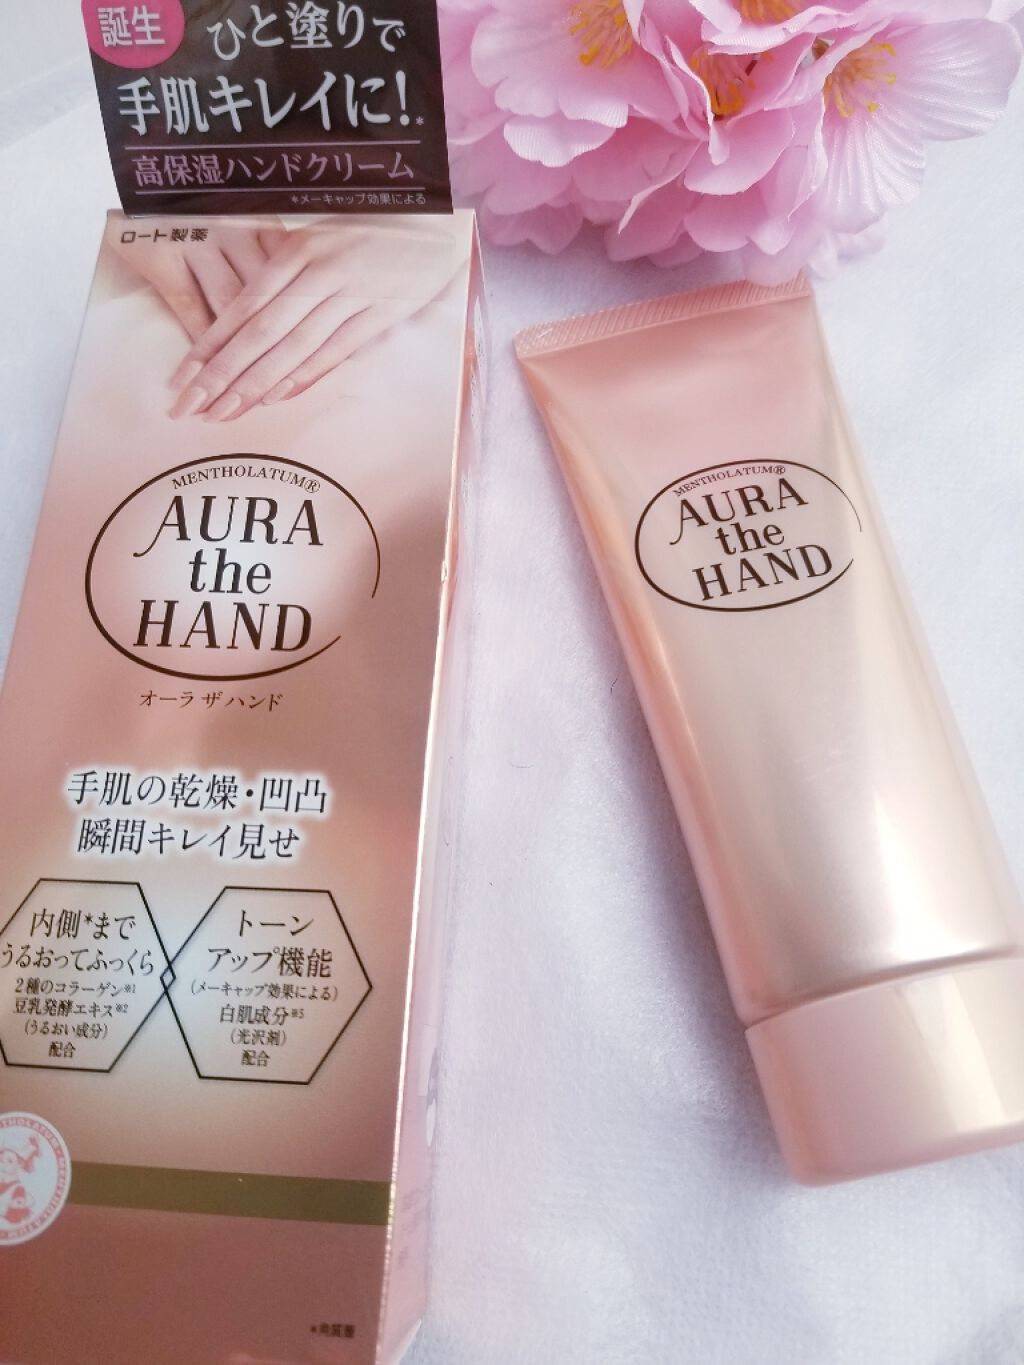 誕生
ひと塗りで
手肌キレイに!*
高保湿ハンドクリーム
*メーキャップ効果による
ロート製薬
MENTHOLATUM®
AURA
the
HAND
オーラ ザ ハンド
手肌の乾燥・凹凸
瞬間キレイ見せ
内側*まで
うるおってふっくら
2種のコラーゲン※1
豆乳発酵エキス※2
(うるおい成分)
配合
トーン
アップ機能
(メーキャップ効果による)
白肌成分※3
(光沢剤)
配合
*角質層
MENTHOLATUM®
AURA
the
HAND